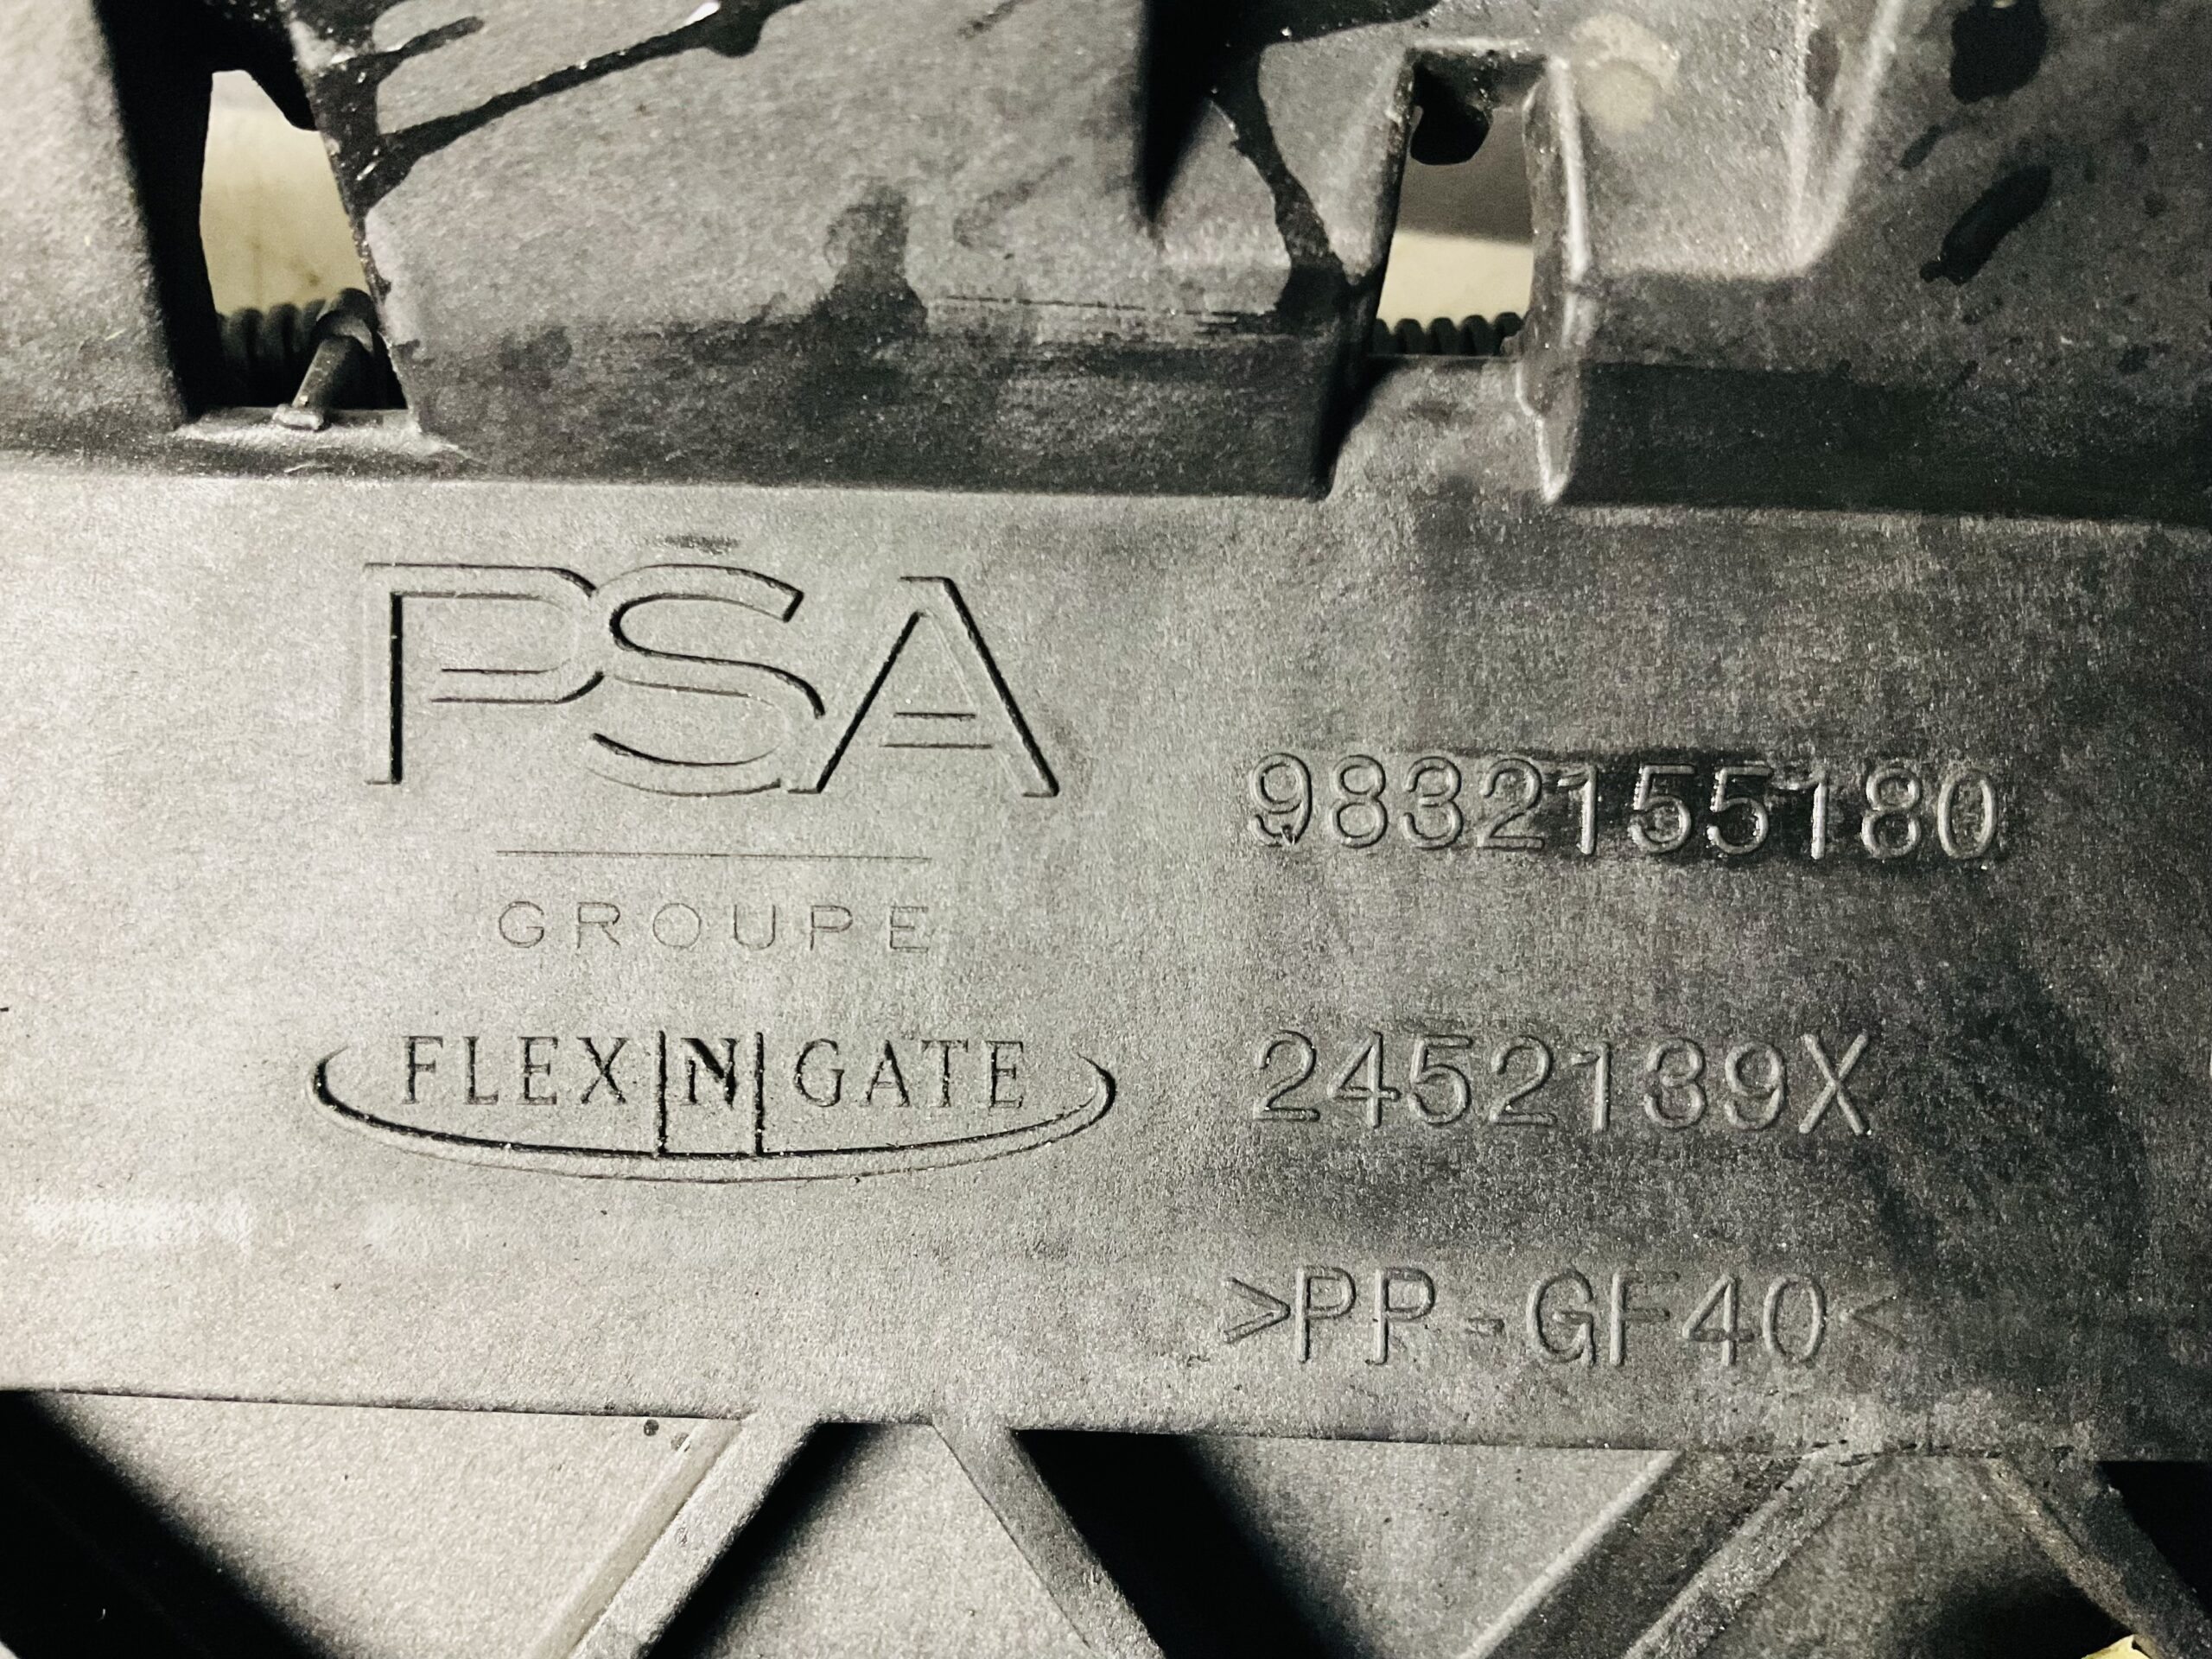 PSA
GROUPE
FLEX|N|GATE
9832155180
2452139X
>PP-GF40<